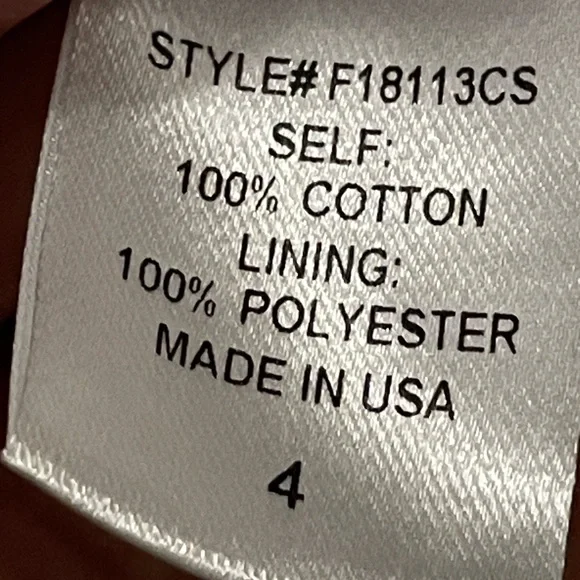 STYLE# F18113CS
SELF:
100% COTTON
LINING:
100% POLYESTER
MADE IN USA
4